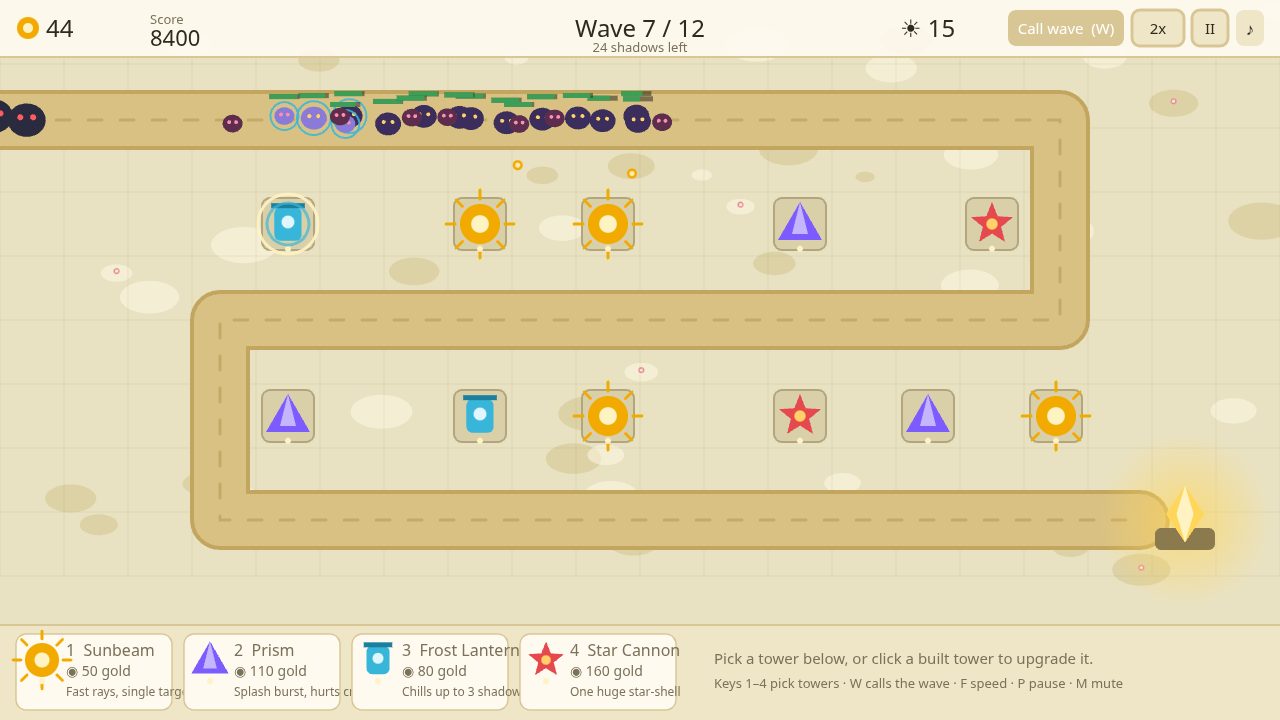 44
Score
8400
Wave 7 / 12
24 shadows left
☀ 15
Call wave (W)
2x
II
♪
1 Sunbeam
◉ 50 gold
Fast rays, single targ
2 Prism
◉ 110 gold
Splash burst, hurts cr
3 Frost Lantern
◉ 80 gold
Chills up to 3 shadow
4 Star Cannon
◉ 160 gold
One huge star-shell
Pick a tower below, or click a built tower to upgrade it.
Keys 1–4 pick towers · W calls the wave · F speed · P pause · M mute